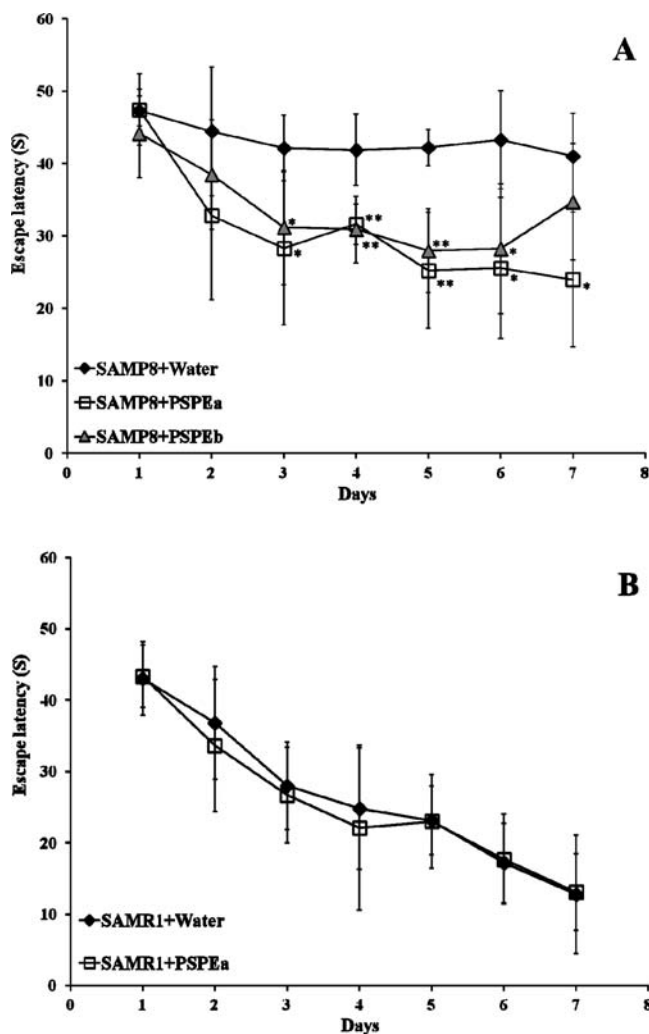 60
A
50
40
Escape latency (S)
30
20
10
0
*
*
**
**
**
**
*
*
*
SAMP8+Water
SAMP8+PSPEa
SAMP8+PSPEb
0 1 2 3 4 5 6 7 8
Days
60
B
50
40
Escape latency (S)
30
20
10
0
SAMR1+Water
SAMR1+PSPEa
0 1 2 3 4 5 6 7 8
Days